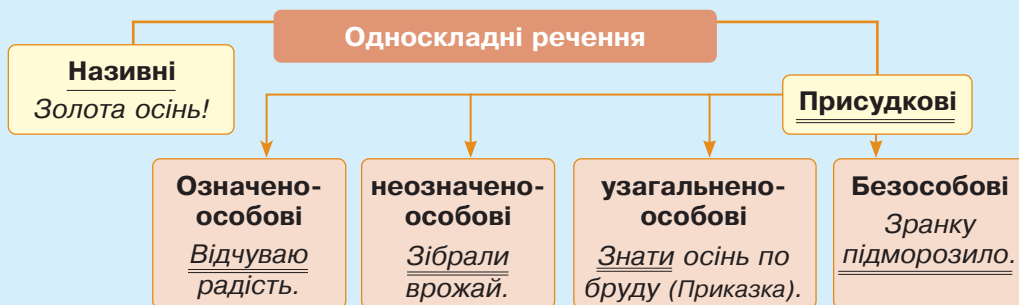 Односкладні речення
Називні
Золота осінь!
Присудкові
Означено-
особові
Відчуваю
радість.
неозначено-
особові
Зібрали
врожай.
узагальнено-
особові
Знати осінь по
бруду (Приказка).
Безособові
Зранку
підморозило.